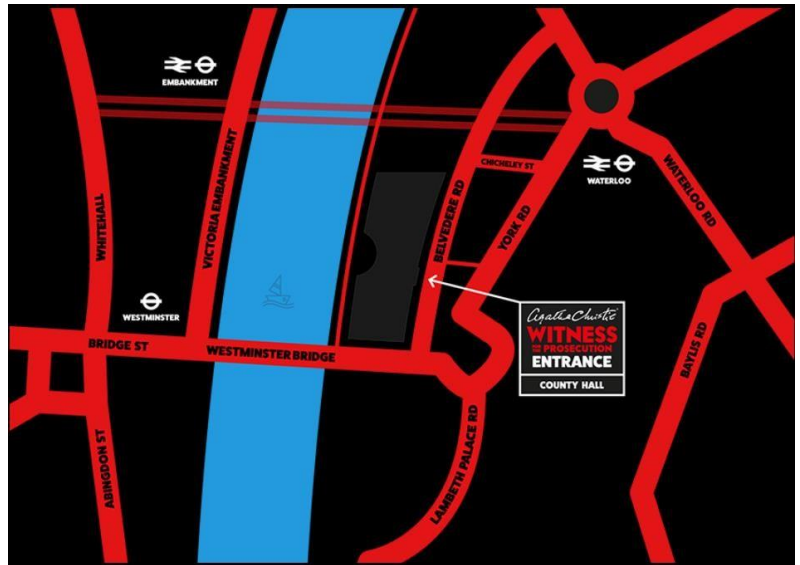 EMBANKMENT
WHITEHALL
VICTORIA EMBANKMENT
BELVEDERE RD
CHICHELEY ST
WATERLOO
WATERLOO RD
YORK RD
WESTMINSTER
BRIDGE ST
WESTMINSTER BRIDGE
Agatha Christie
WITNESS
FOR THE PROSECUTION
ENTRANCE
COUNTY HALL
BAYLIS RD
ABINGDON ST
LAMBETH PALACE RD